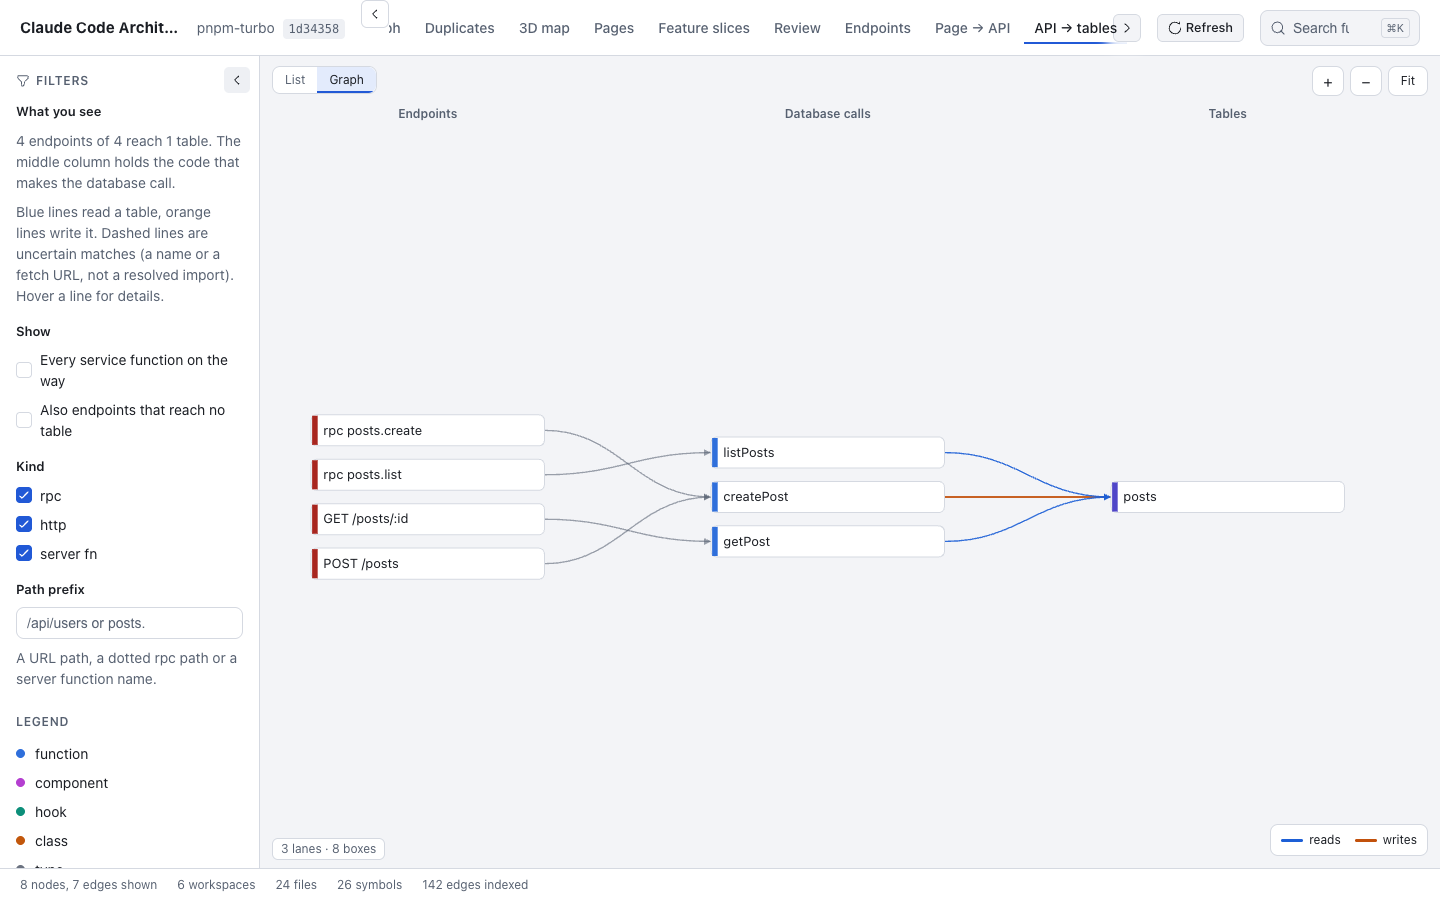 Claude Code Archit...
pnpm-turbo
1d34358
Duplicates
3D map
Pages
Feature slices
Review
Endpoints
Page → API
API → tables
Refresh
Search
⌘K
FILTERS
What you see
4 endpoints of 4 reach 1 table. The
middle column holds the code that
makes the database call.
Blue lines read a table, orange
lines write it. Dashed lines are
uncertain matches (a name or a
fetch URL, not a resolved import).
Hover a line for details.
Show
Every service function on the
way
Also endpoints that reach no
table
Kind
rpc
http
server fn
Path prefix
/api/users or posts.
A URL path, a dotted rpc path or a
server function name.
LEGEND
function
component
hook
class
List
Graph
+
−
Fit
Endpoints
Database calls
Tables
rpc posts.create
rpc posts.list
GET /posts/:id
POST /posts
listPosts
createPost
getPost
posts
3 lanes · 8 boxes
reads
writes
8 nodes, 7 edges shown
6 workspaces
24 files
26 symbols
142 edges indexed